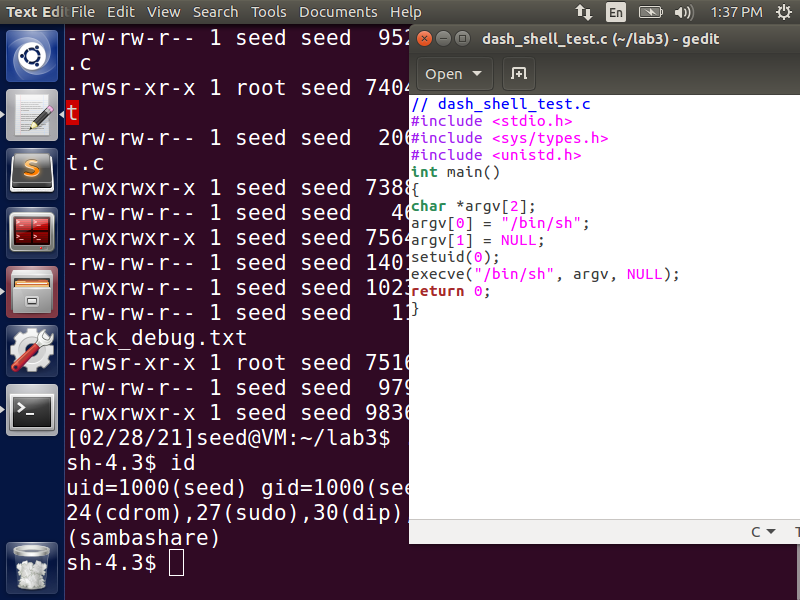 Text Edi File Edit View Search Tools Documents Help En 1:37 PM
-rw-rw-r-- 1 seed seed 952
.c
-rwsr-xr-x 1 root seed 7404
t
-rw-rw-r-- 1 seed seed 206
t.c
-rwxrwxr-x 1 seed seed 7388
-rw-rw-r-- 1 seed seed 46
-rwxrwxr-x 1 seed seed 7564
-rw-rw-r-- 1 seed seed 1401
-rwxrw-r-- 1 seed seed 1023
-rw-rw-r-- 1 seed seed 11
tack_debug.txt
-rwsr-xr-x 1 root seed 7516
-rw-rw-r-- 1 seed seed 979
-rwxrwxr-x 1 seed seed 9836
[02/28/21]seed@VM:~/lab3$
sh-4.3$ id
uid=1000(seed) gid=1000(see
24(cdrom),27(sudo),30(dip),
(sambashare)
sh-4.3$
dash_shell_test.c (~/lab3) - gedit
Open
// dash_shell_test.c
#include <stdio.h>
#include <sys/types.h>
#include <unistd.h>
int main()
{
char *argv[2];
argv[0] = "/bin/sh";
argv[1] = NULL;
setuid(0);
execve("/bin/sh", argv, NULL);
return 0;
}
C